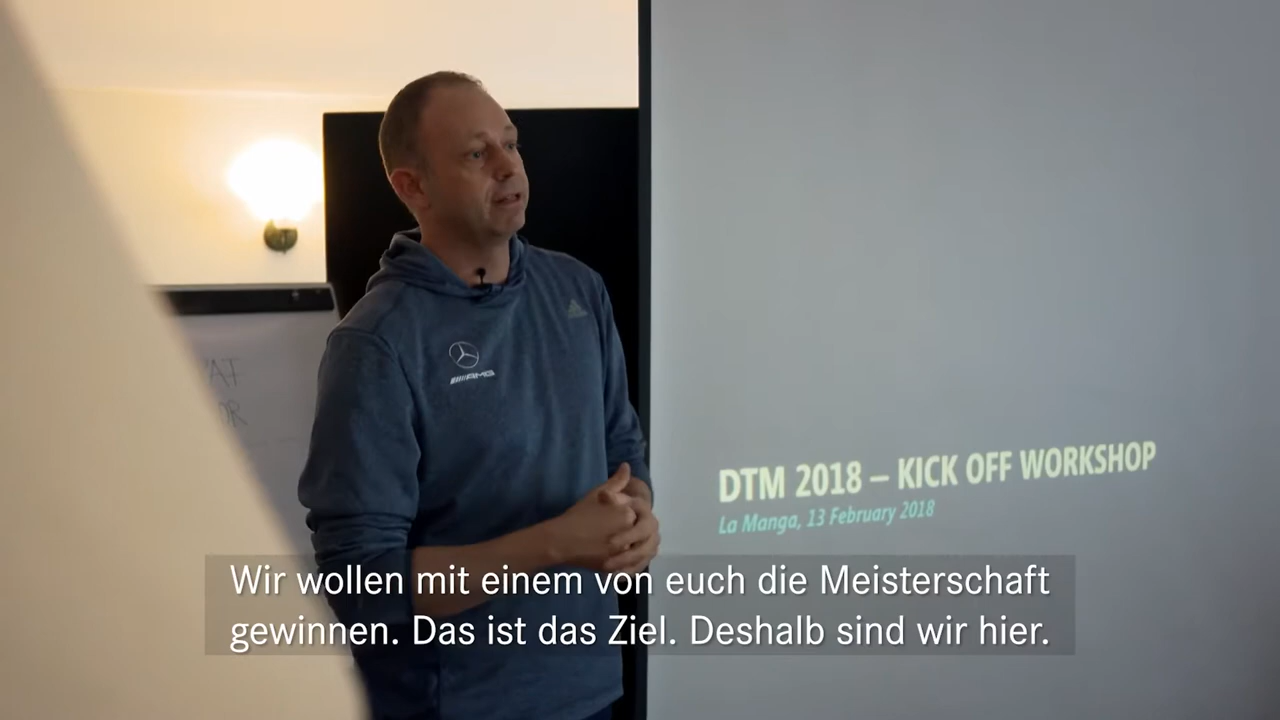 AMG
DTM 2018 – KICK OFF WORKSHOP
La Manga, 13 February 2018
Wir wollen mit einem von euch die Meisterschaft
gewinnen. Das ist das Ziel. Deshalb sind wir hier.